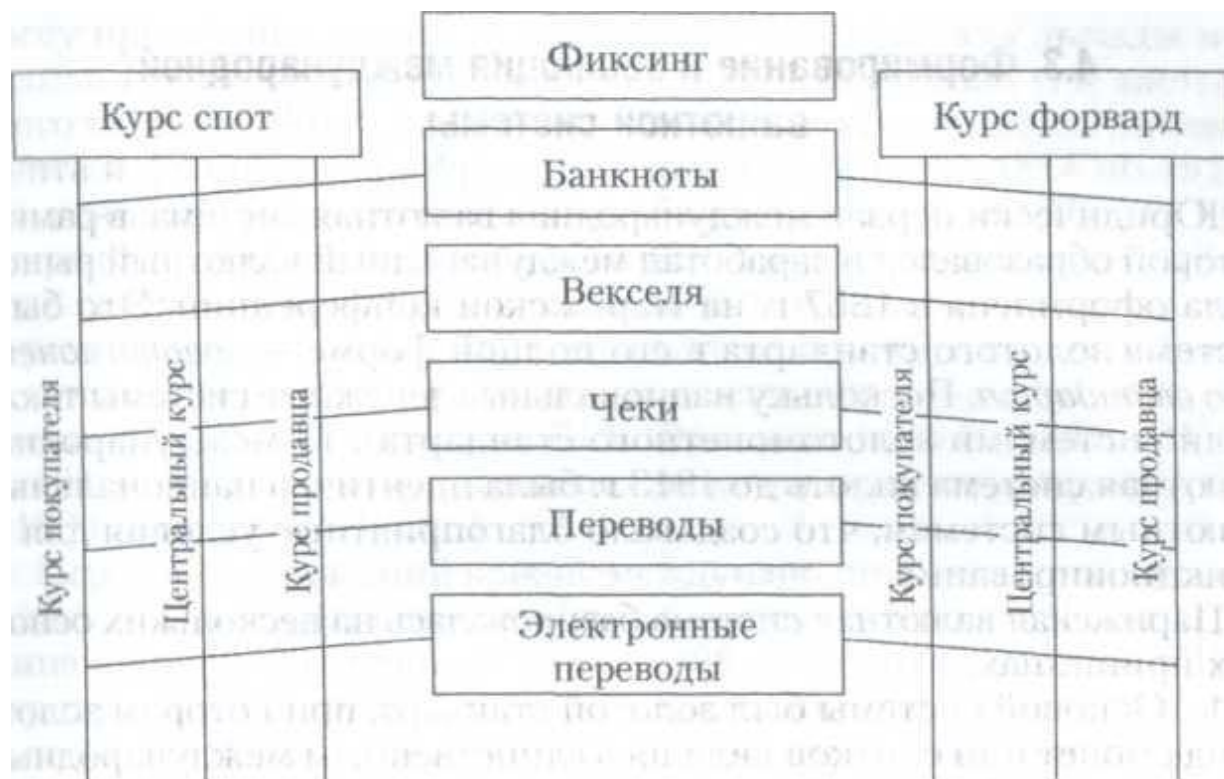 Фиксинг
Курс спот
Курс форвард
Банкноты
Векселя
Чеки
Переводы
Электронные
переводы
Курс покупателя
Центральный курс
Курс продавца
Курс покупателя
Центральный курс
Курс продавца